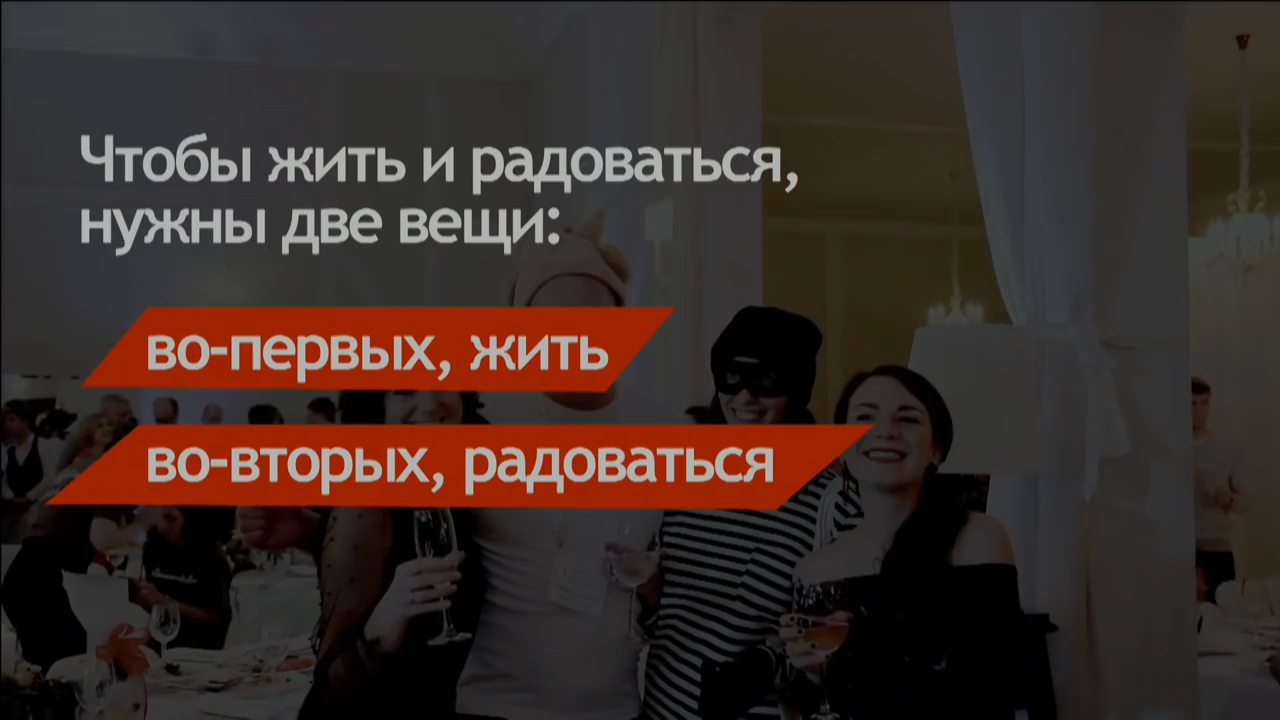 Чтобы жить и радоваться,
нужны две вещи:
во-первых, жить
во-вторых, радоваться